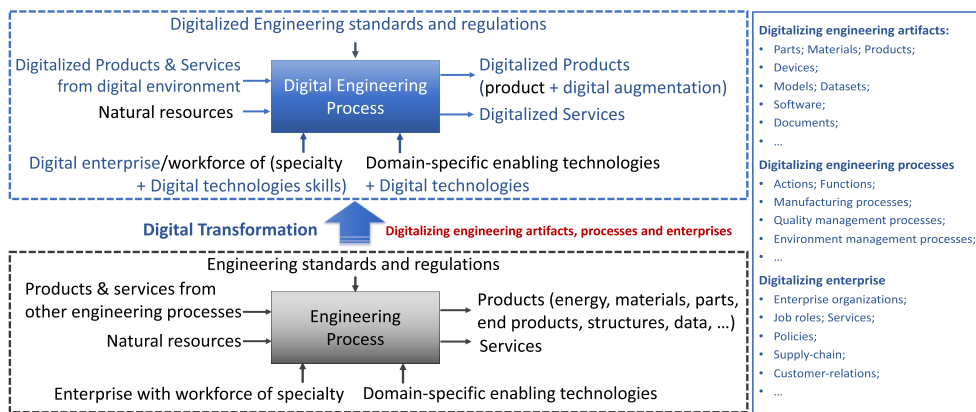 Digitalized Engineering standards and regulations
Digitalized Products & Services
from digital environment
Natural resources
Digital Engineering
Process
Digitalized Products
(product + digital augmentation)
Digitalized Services
Digital enterprise/workforce of (specialty
+ Digital technologies skills)
Domain-specific enabling technologies
+ Digital technologies
Digital Transformation
Digitalizing engineering artifacts, processes and enterprises
Engineering standards and regulations
Products & services from
other engineering processes
Natural resources
Engineering
Process
Products (energy, materials, parts,
end products, structures, data, …)
Services
Enterprise with workforce of specialty
Domain-specific enabling technologies
Digitalizing engineering artifacts:
• Parts; Materials; Products;
• Devices;
• Models; Datasets;
• Software;
• Documents;
• …
Digitalizing engineering processes
• Actions; Functions;
• Manufacturing processes;
• Quality management processes;
• Environment management processes;
• …
Digitalizing enterprise
• Enterprise organizations;
• Job roles; Services;
• Policies;
• Supply-chain;
• Customer-relations;
• …